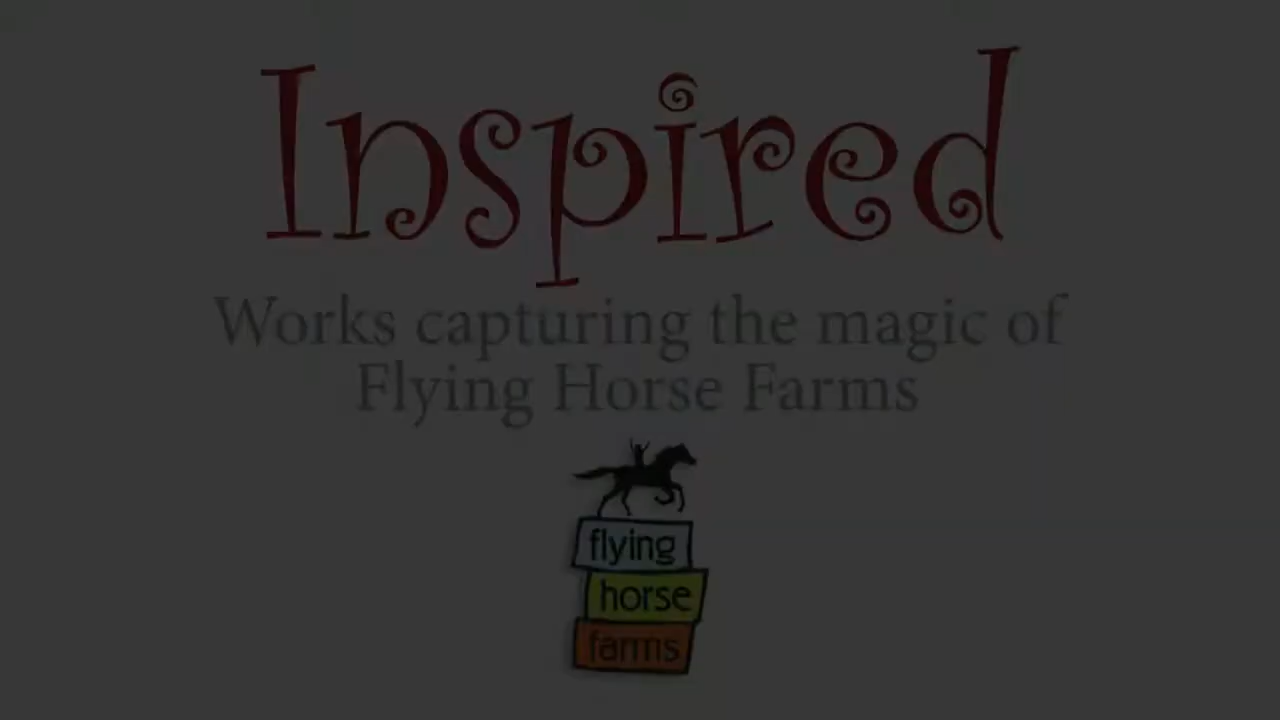 Inspired
Works capturing the magic of
Flying Horse Farms
flying
horse
farms